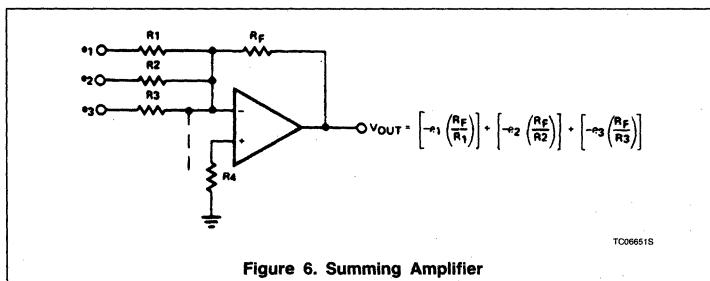 R1
RF
e1
R2
e2
R3
e3
−
+
R4
VOUT = [-e1 (RF/R1)] + [-e2 (RF/R2)] + [-e3 (RF/R3)]
TC06651S
Figure 6. Summing Amplifier